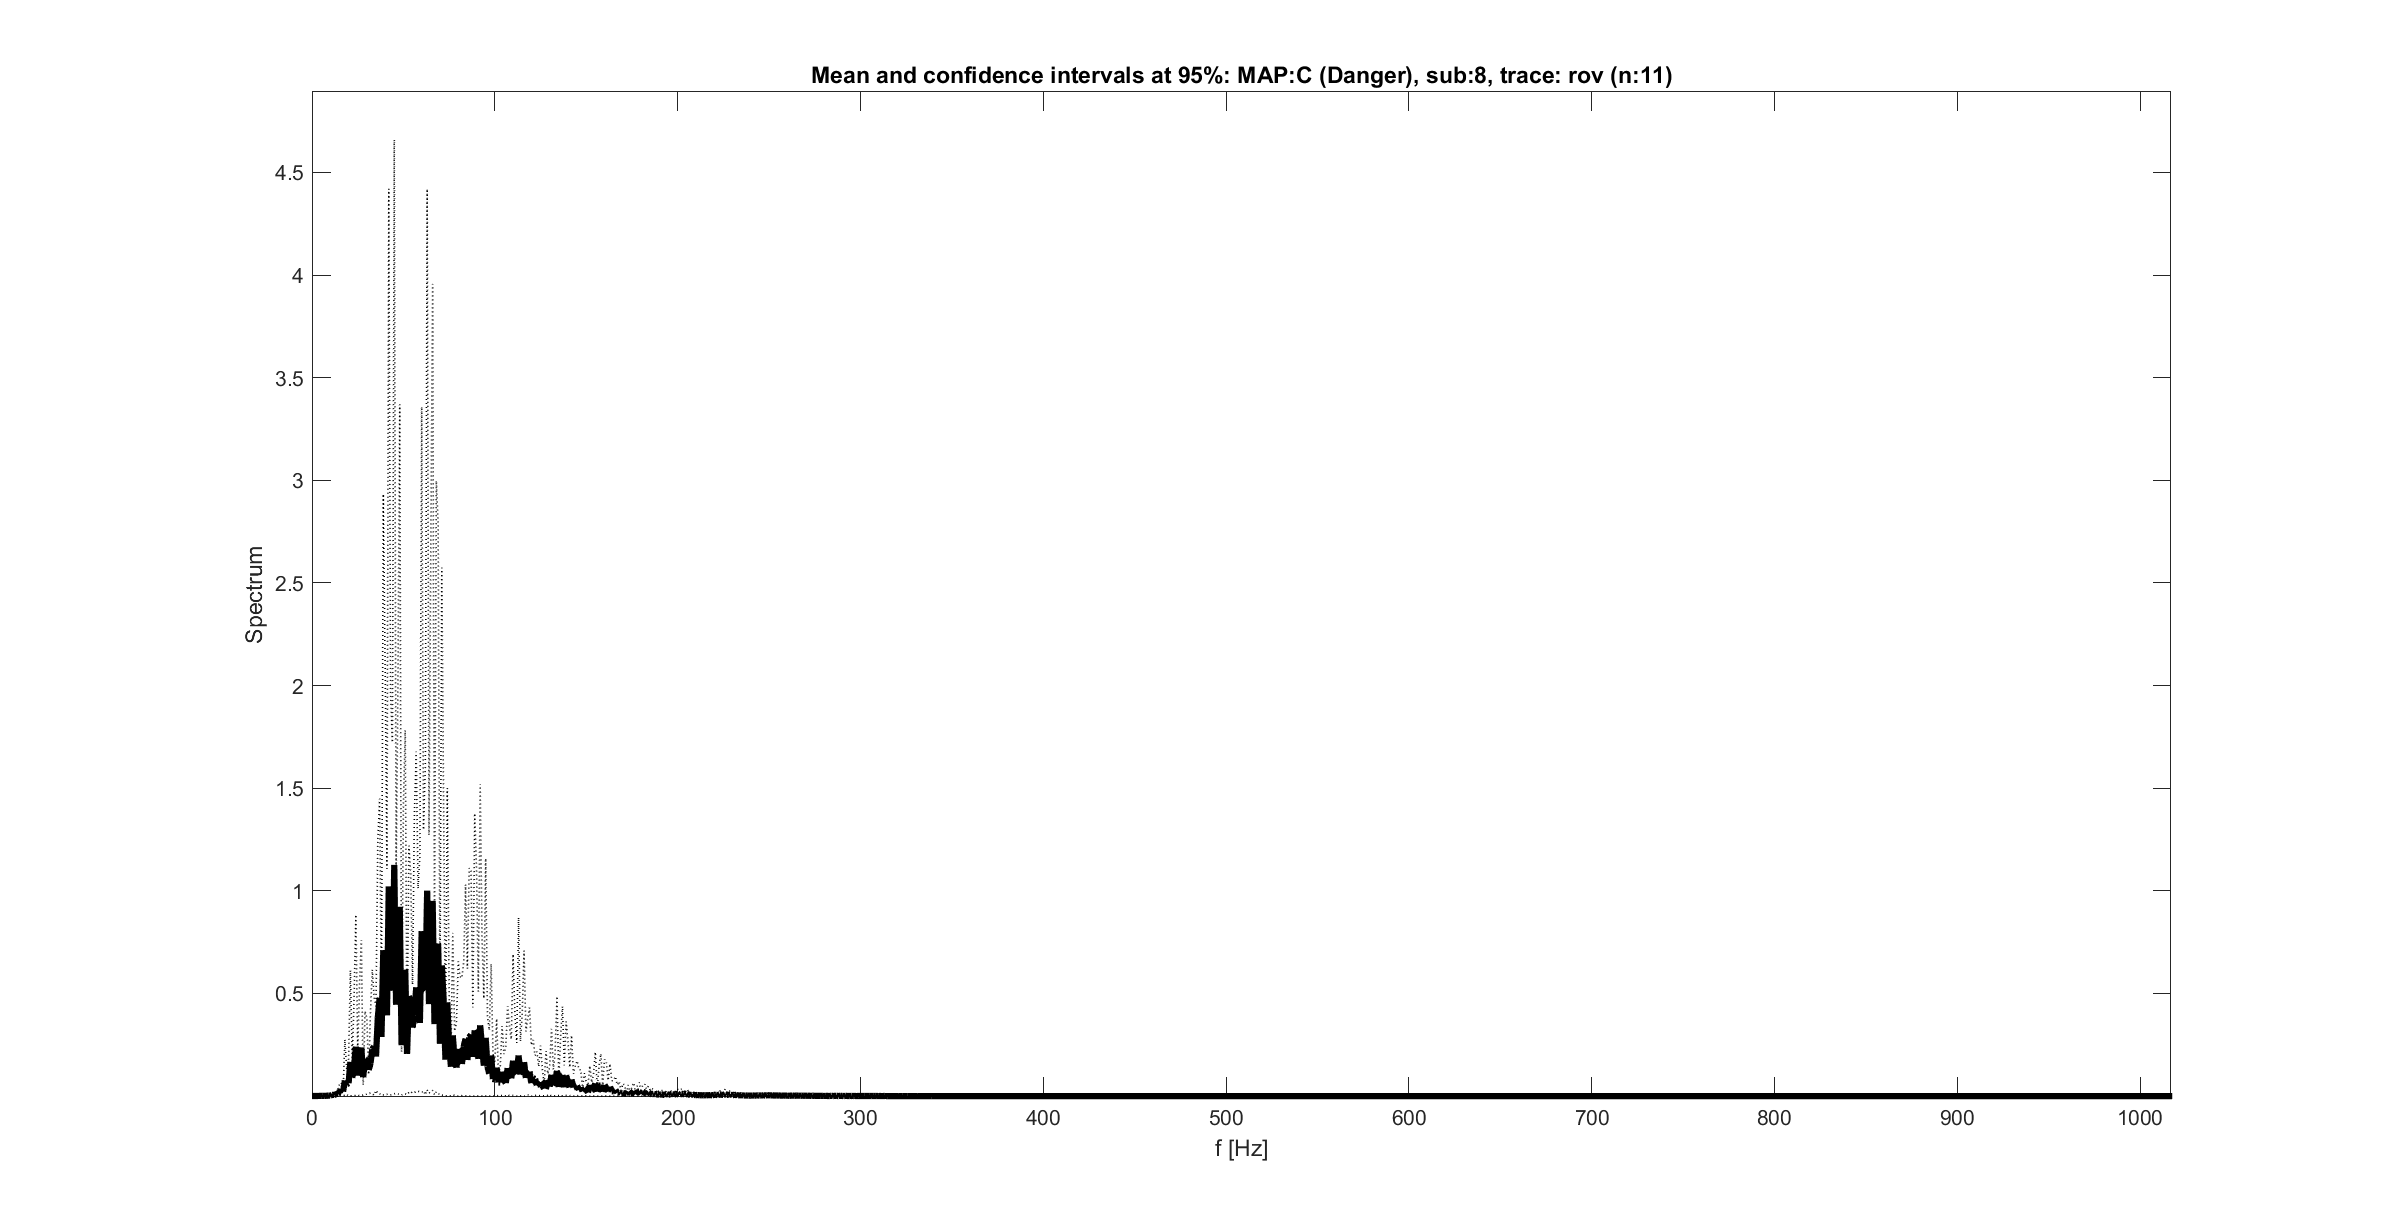 Mean and confidence intervals at 95%: MAP:C (Danger), sub:8, trace: rov (n:11)
4.5
4
3.5
3
2.5
2
1.5
1
0.5
Spectrum
0 100 200 300 400 500 600 700 800 900 1000
f [Hz]